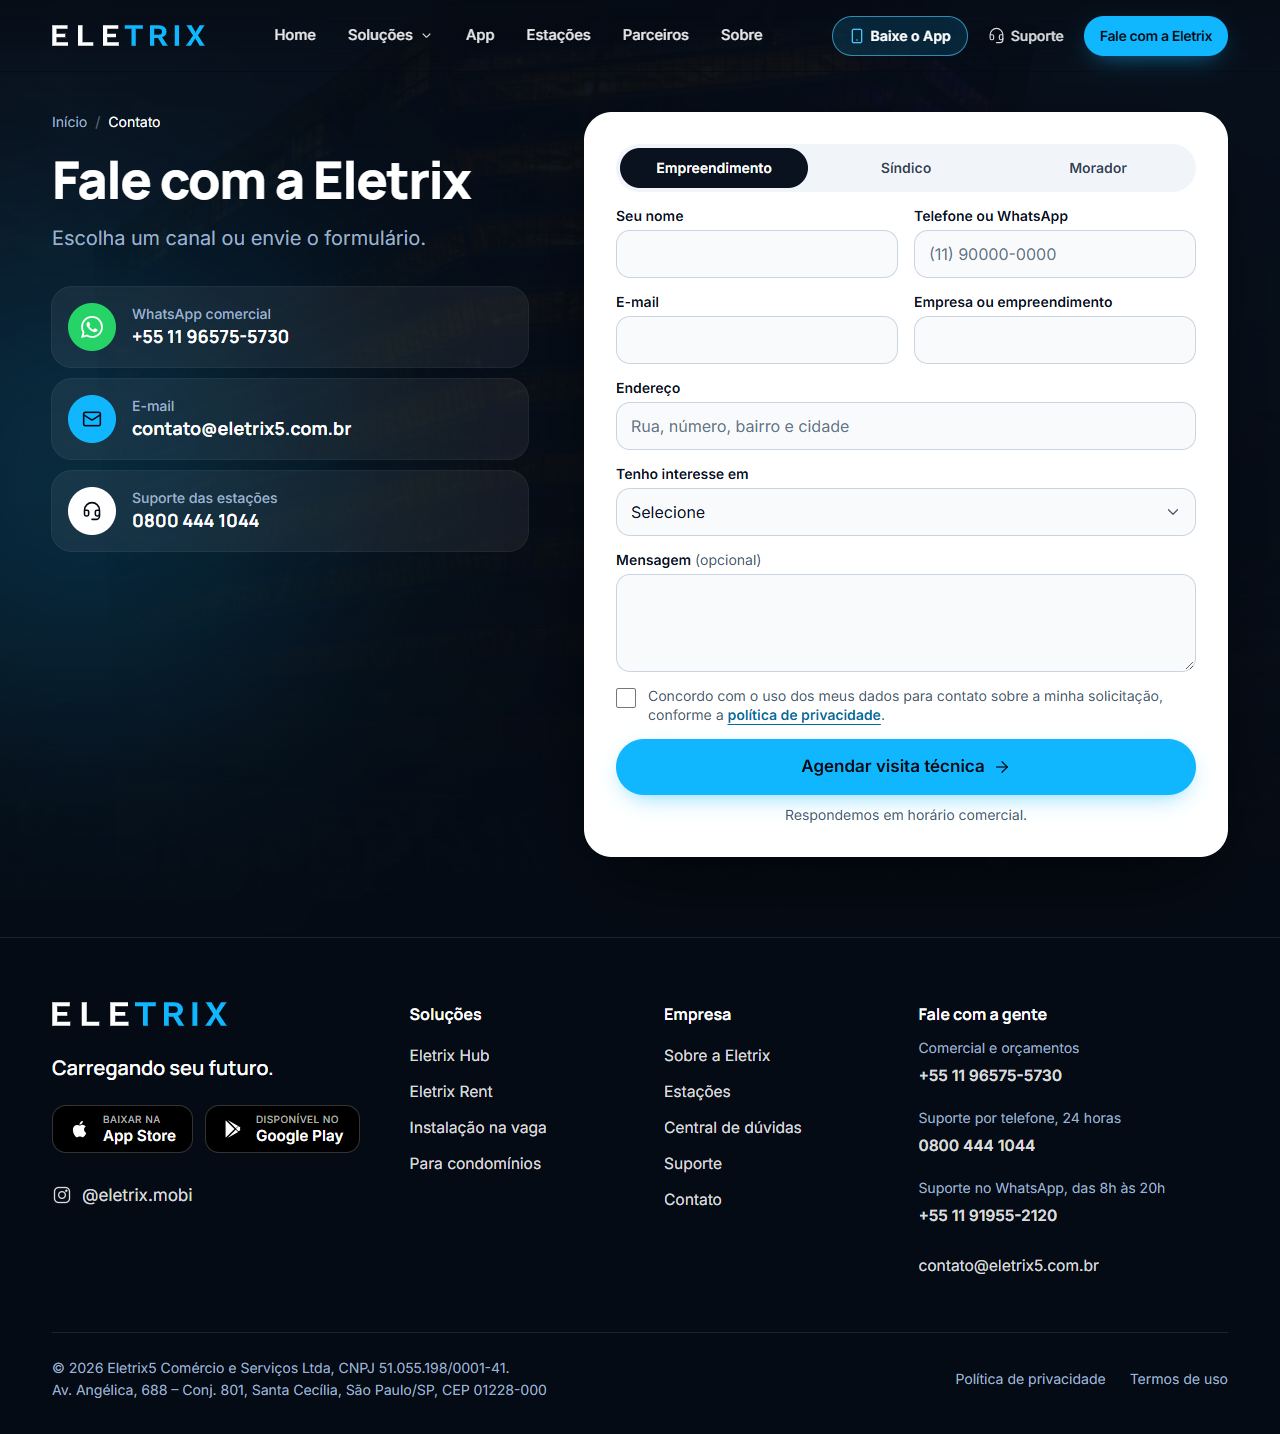 ELETRIX
Home
Soluções
App
Estações
Parceiros
Sobre
Baixe o App
Suporte
Fale com a Eletrix
Início / Contato
Fale com a Eletrix
Escolha um canal ou envie o formulário.
WhatsApp comercial
+55 11 96575-5730
E-mail
contato@eletrix5.com.br
Suporte das estações
0800 444 1044
Empreendimento
Síndico
Morador
Seu nome
Telefone ou WhatsApp
(11) 90000-0000
E-mail
Empresa ou empreendimento
Endereço
Rua, número, bairro e cidade
Tenho interesse em
Selecione
Mensagem (opcional)
Concordo com o uso dos meus dados para contato sobre a minha solicitação,
conforme a política de privacidade.
Agendar visita técnica
Respondemos em horário comercial.
ELETRIX
Carregando seu futuro.
BAIXAR NA
App Store
DISPONÍVEL NO
Google Play
@eletrix.mobi
Soluções
Eletrix Hub
Eletrix Rent
Instalação na vaga
Para condomínios
Empresa
Sobre a Eletrix
Estações
Central de dúvidas
Suporte
Contato
Fale com a gente
Comercial e orçamentos
+55 11 96575-5730
Suporte por telefone, 24 horas
0800 444 1044
Suporte no WhatsApp, das 8h às 20h
+55 11 91955-2120
contato@eletrix5.com.br
© 2026 Eletrix5 Comércio e Serviços Ltda, CNPJ 51.055.198/0001-41.
Av. Angélica, 688 – Conj. 801, Santa Cecília, São Paulo/SP, CEP 01228-000
Política de privacidade
Termos de uso